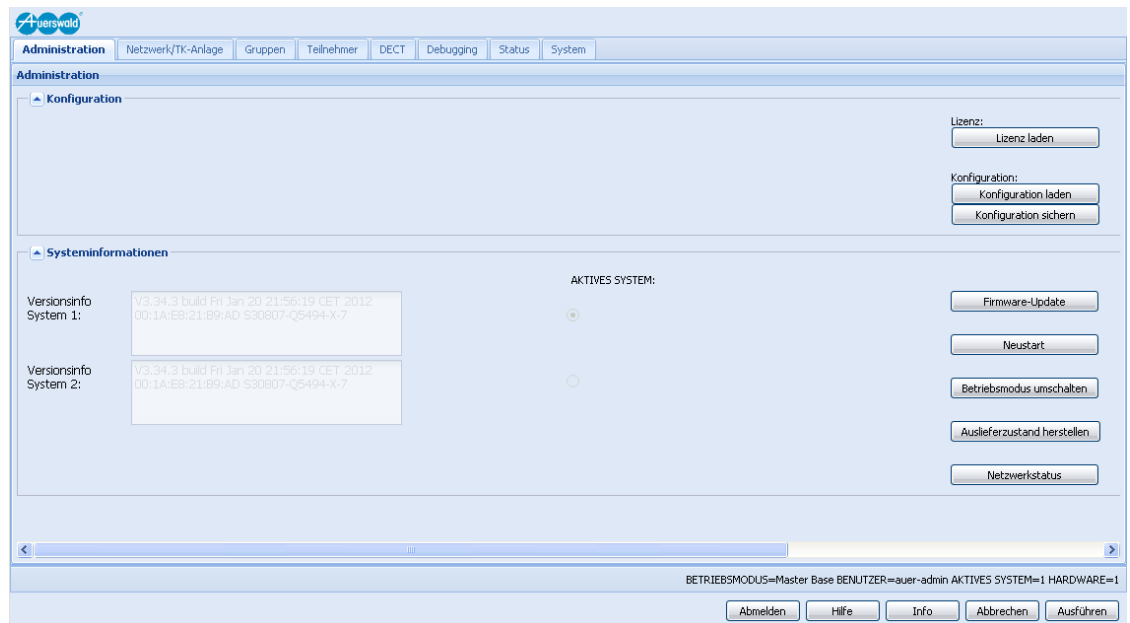 Auerswald
Administration Netzwerk/TK-Anlage Gruppen Teilnehmer DECT Debugging Status System
Administration
Konfiguration
Lizenz:
Lizenz laden
Konfiguration:
Konfiguration laden
Konfiguration sichern
Systeminformationen
AKTIVES SYSTEM:
Versionsinfo
System 1:
V3.34.3 build Fri Jan 20 21:56:19 CET 2012
00:1A:E8:21:B9:AD S30807-Q5494-X-7
Firmware-Update
Neustart
Versionsinfo
System 2:
V3.34.3 build Fri Jan 20 21:56:19 CET 2012
00:1A:E8:21:B9:AD S30807-Q5494-X-7
Betriebsmodus umschalten
Auslieferzustand herstellen
Netzwerkstatus
BETRIEBSMODUS=Master Base BENUTZER=auer-admin AKTIVES SYSTEM=1 HARDWARE=1
Abmelden Hilfe Info Abbrechen Ausführen